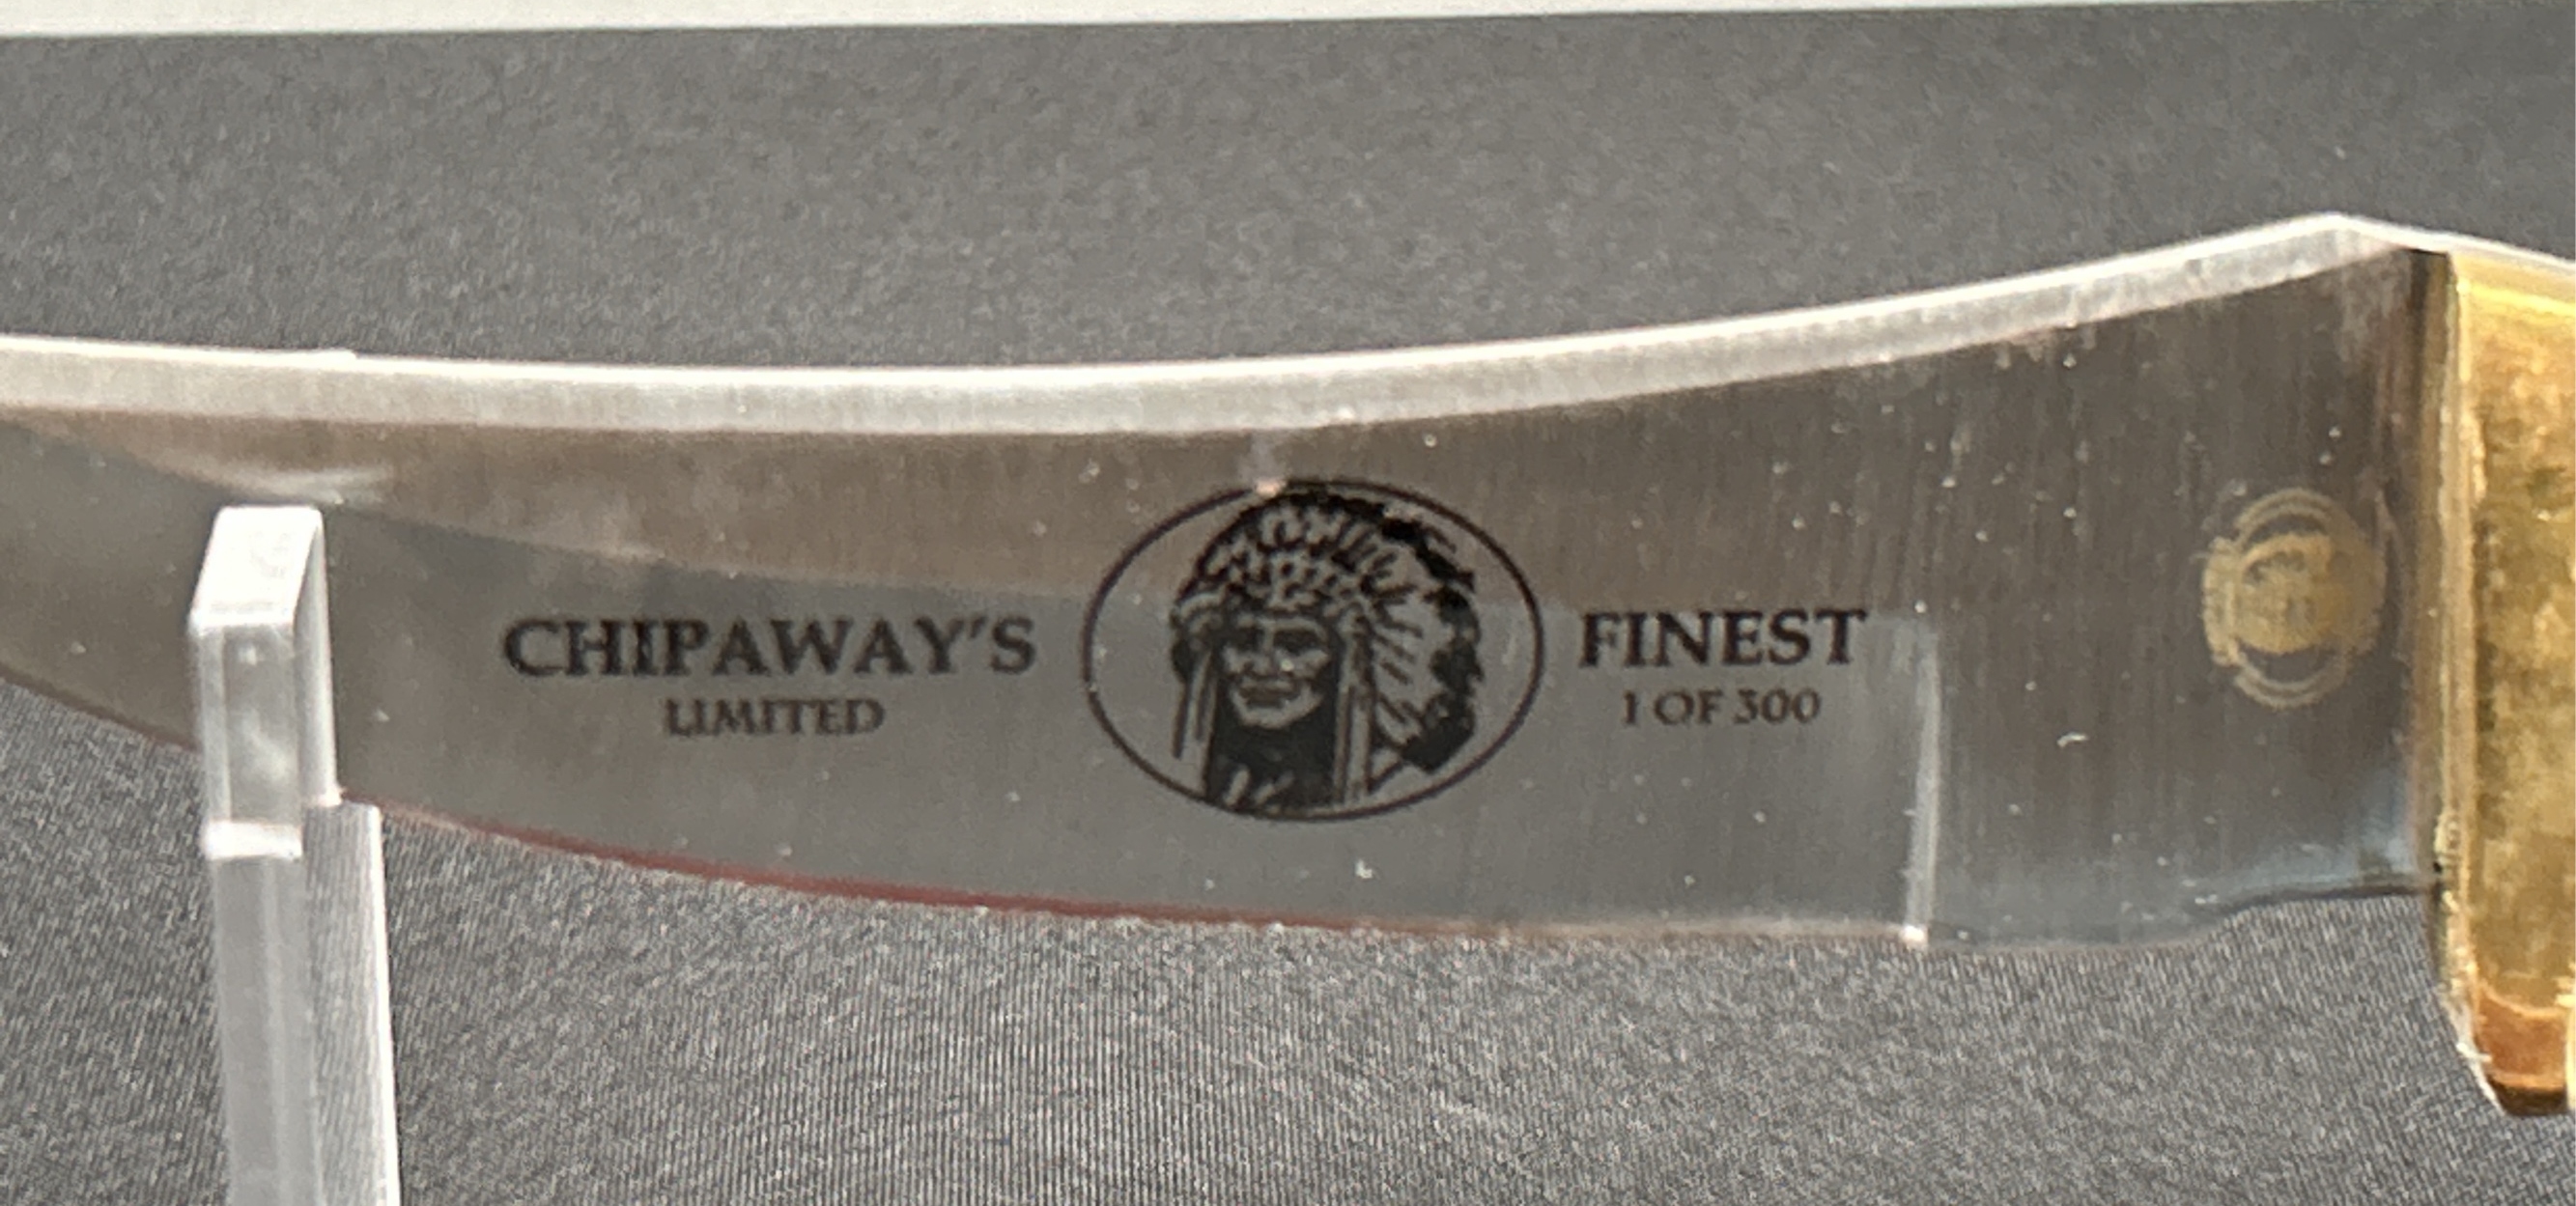 CHIPAWAY'S
LIMITED
FINEST
1 OF 300